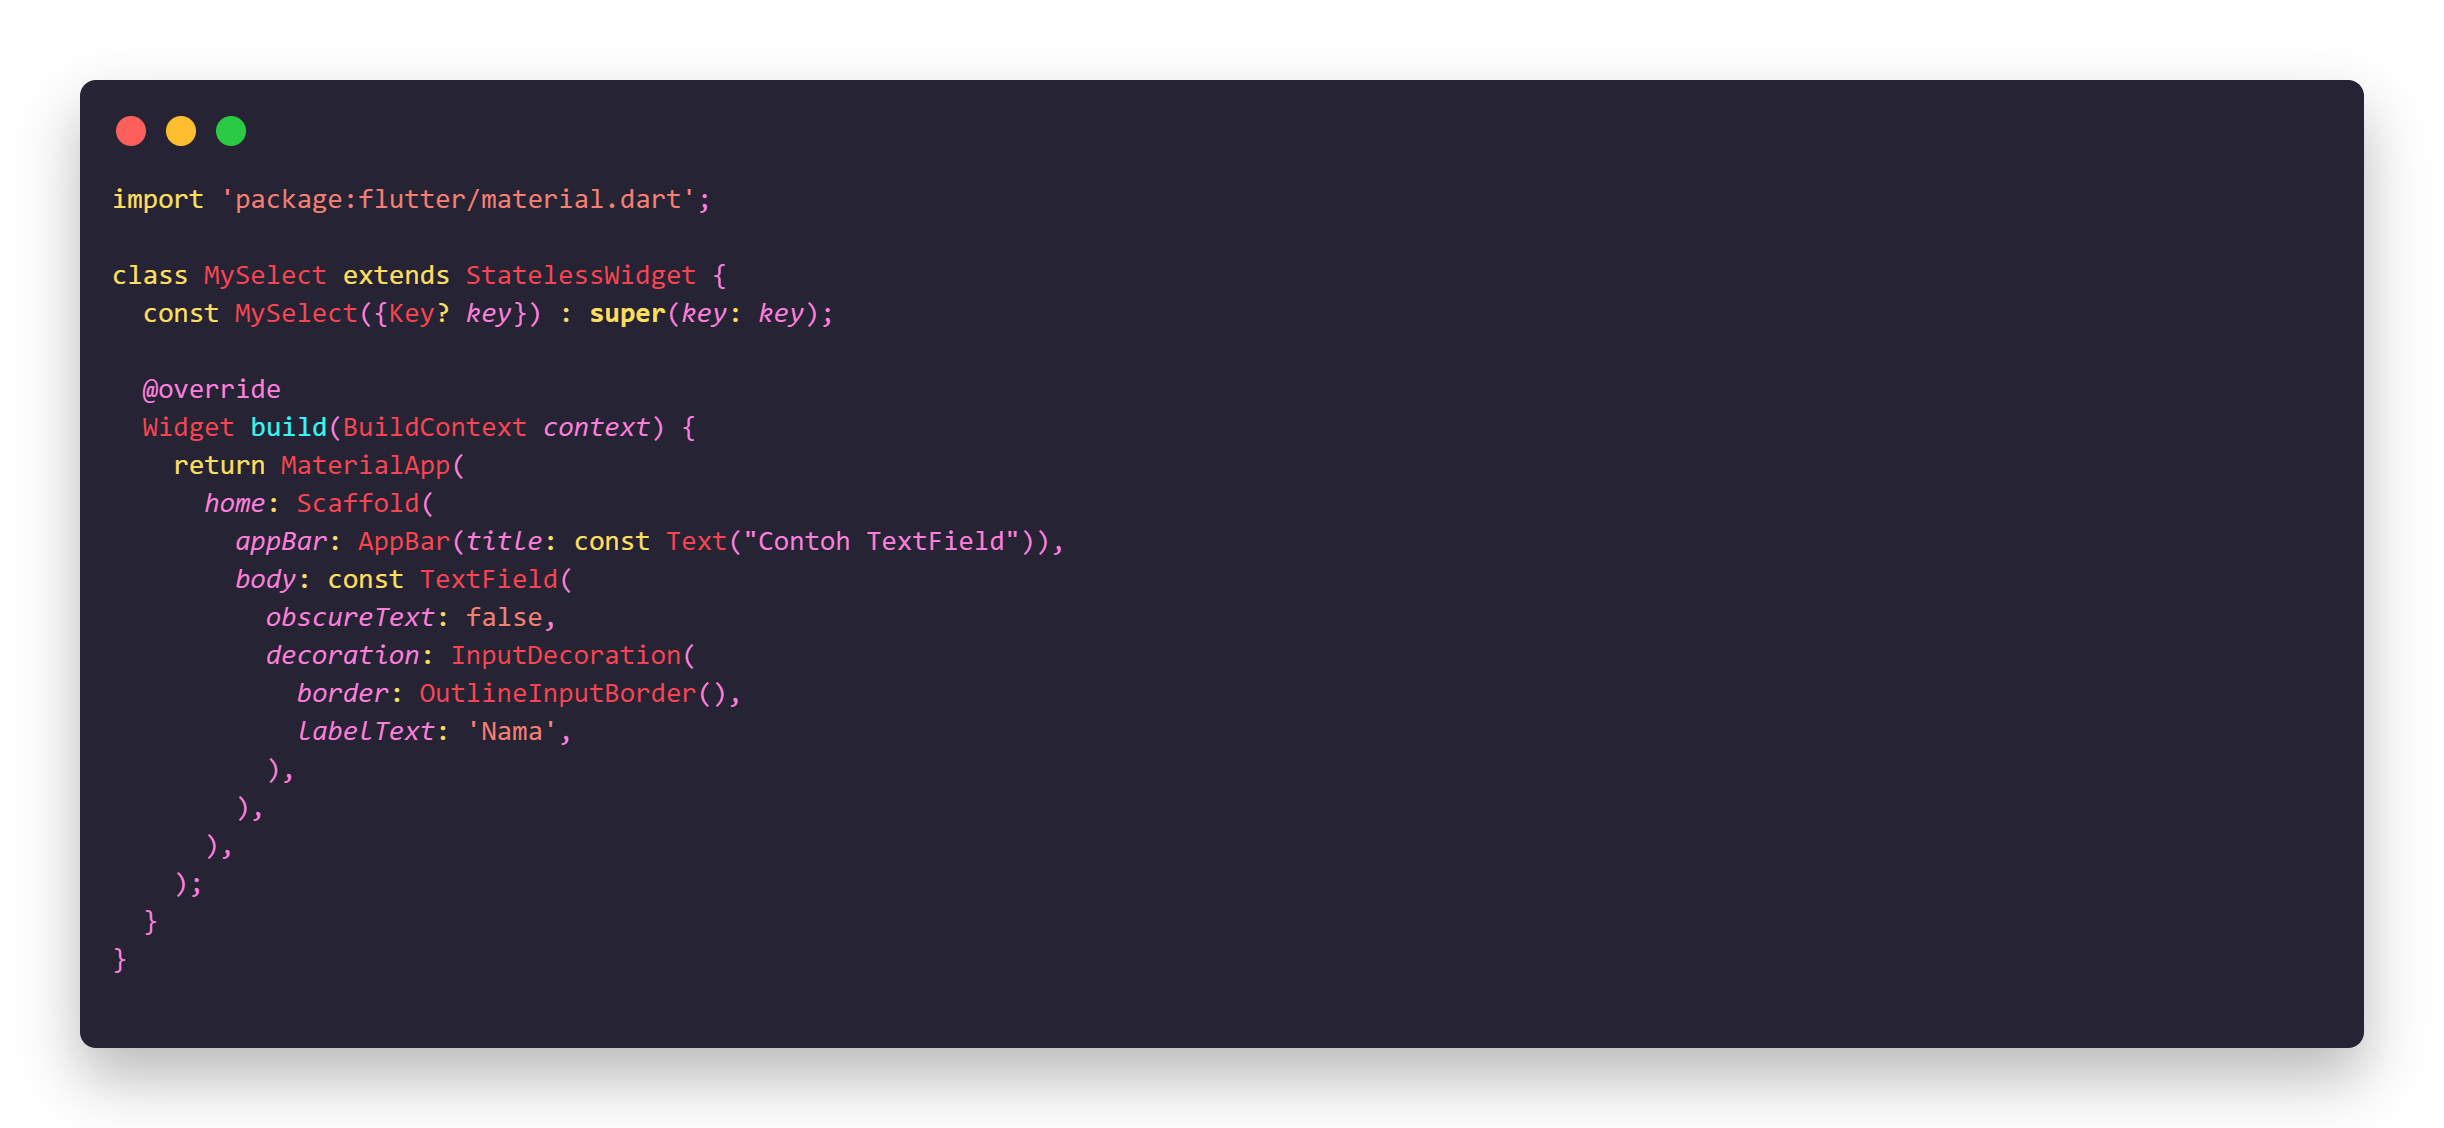 import 'package:flutter/material.dart';

class MySelect extends StatelessWidget {
  const MySelect({Key? key}) : super(key: key);

  @override
  Widget build(BuildContext context) {
    return MaterialApp(
      home: Scaffold(
        appBar: AppBar(title: const Text("Contoh TextField")),
        body: const TextField(
          obscureText: false,
          decoration: InputDecoration(
            border: OutlineInputBorder(),
            labelText: 'Nama',
          ),
        ),
      ),
    );
  }
}